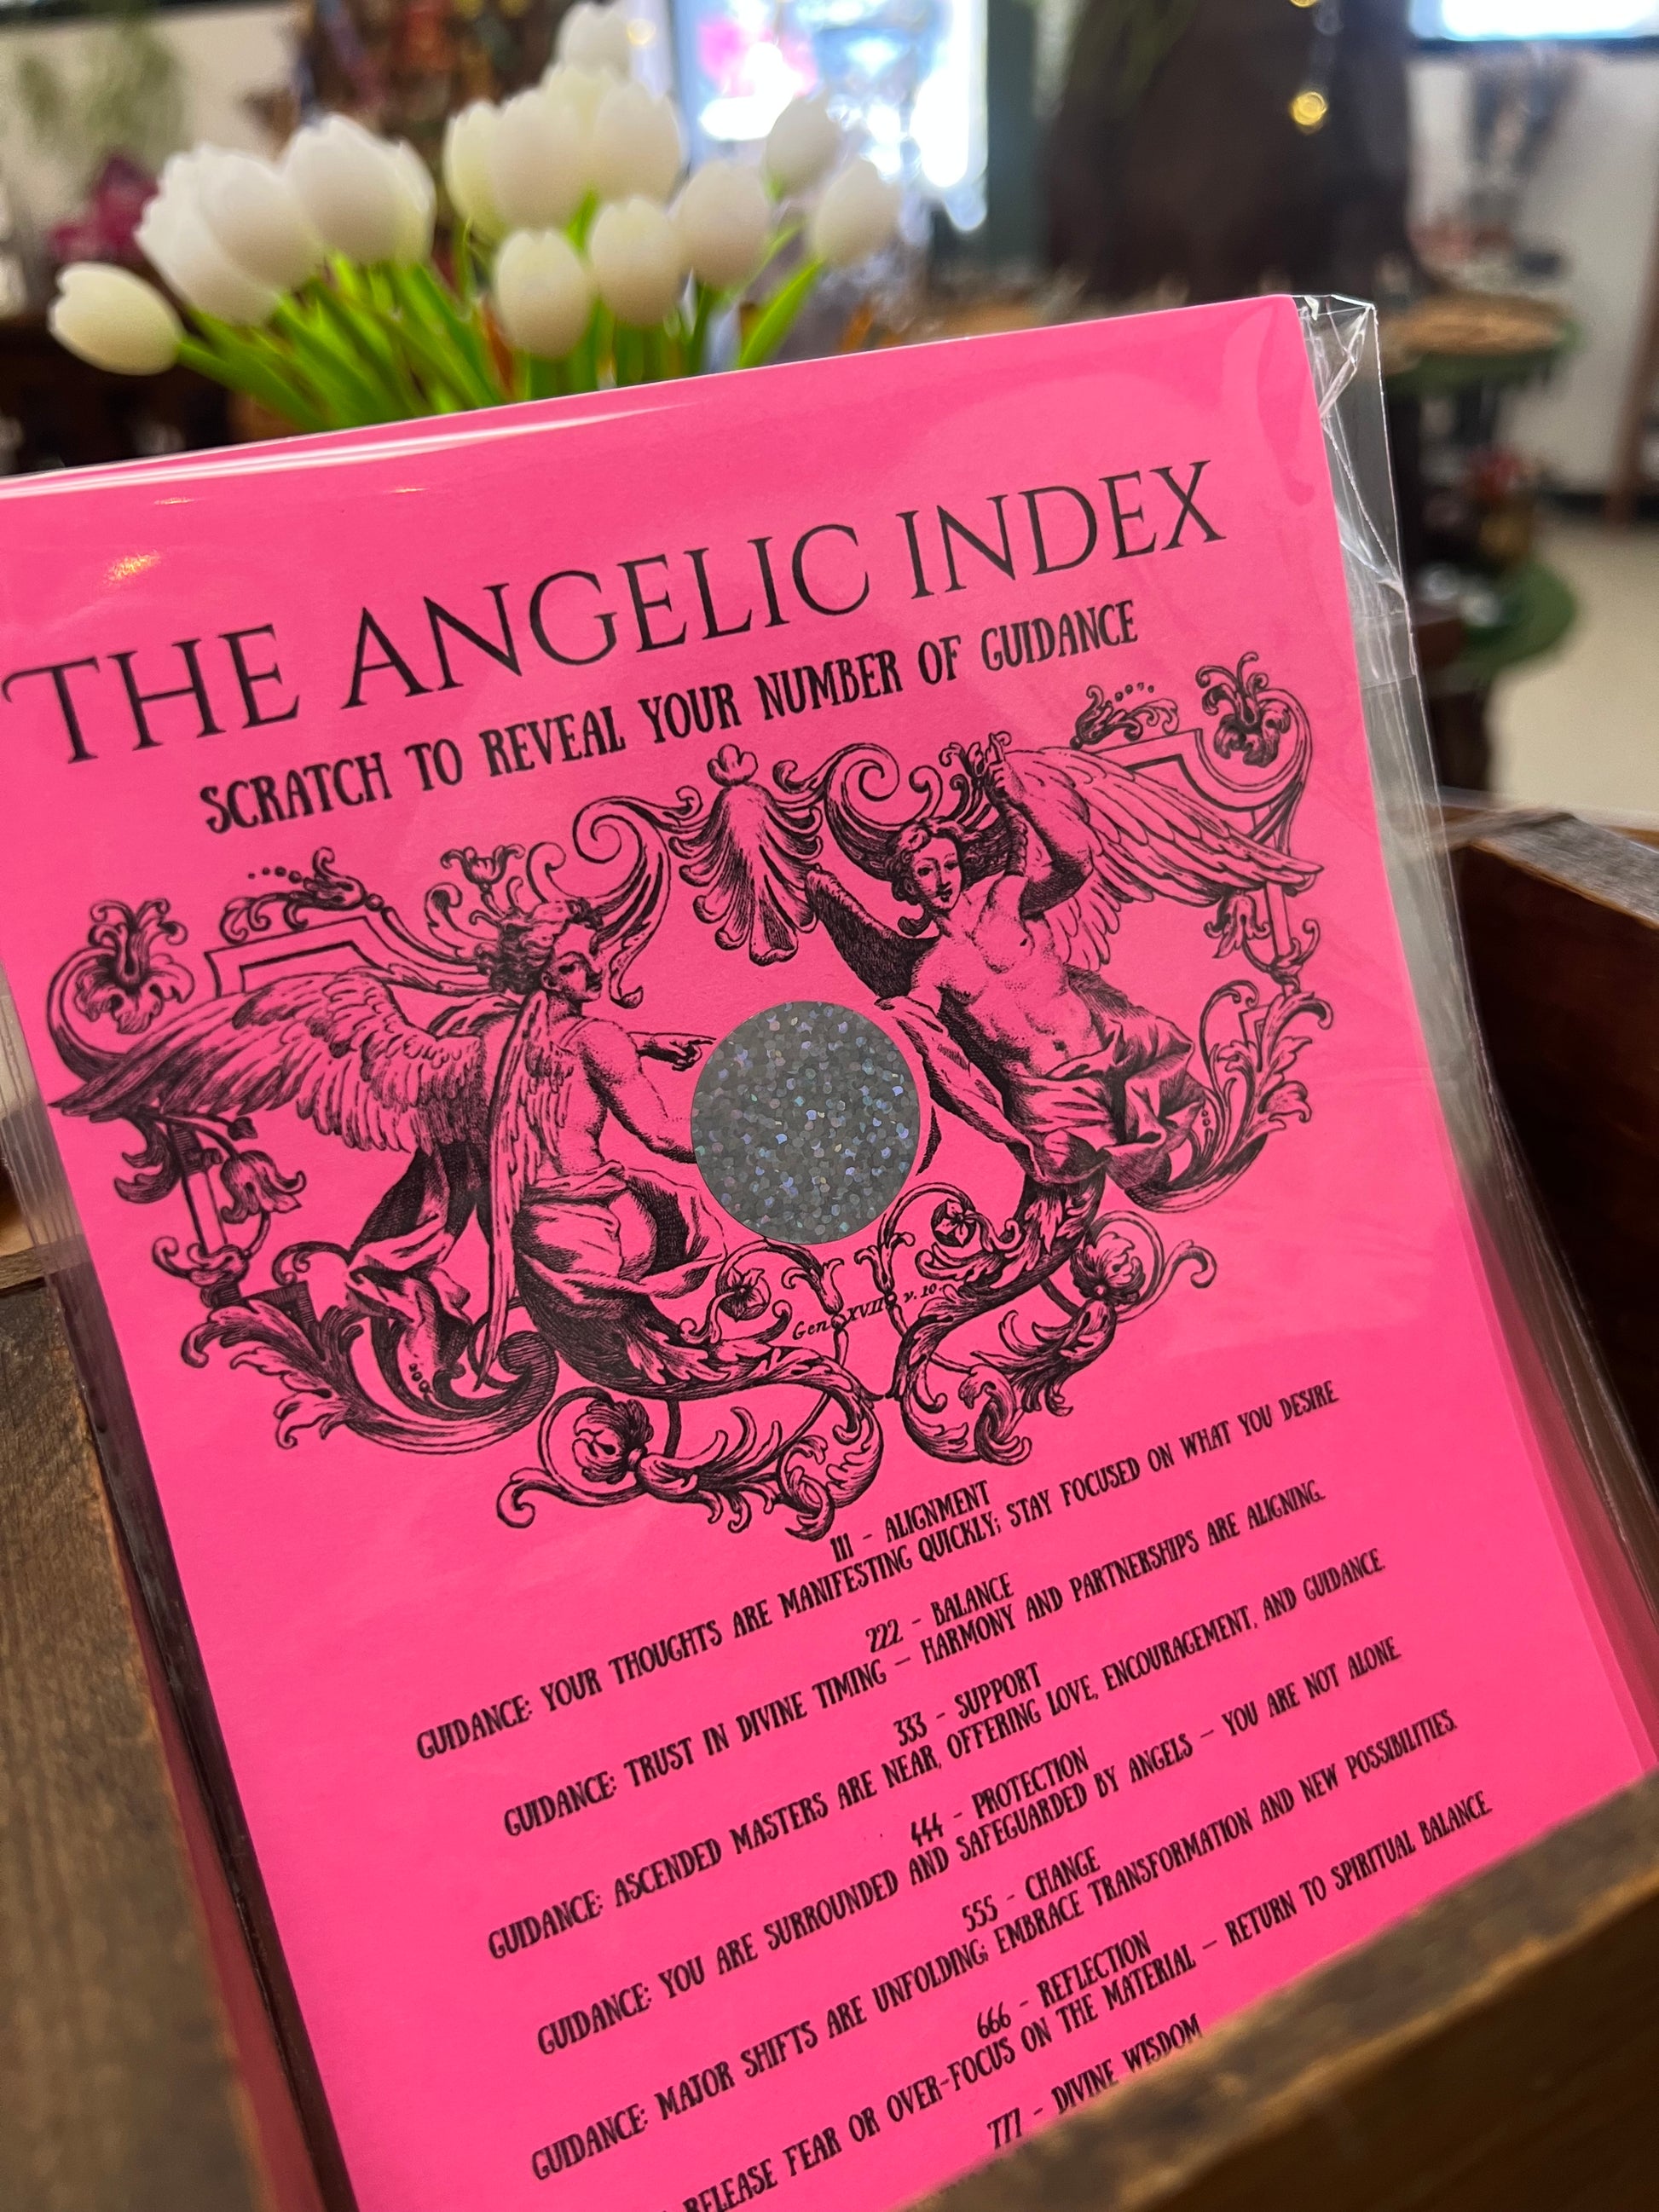 THE ANGELIC INDEX
SCRATCH TO REVEAL YOUR NUMBER OF GUIDANCE
Gen XVIII v. 10
111 - ALIGNMENT
GUIDANCE: YOUR THOUGHTS ARE MANIFESTING QUICKLY; STAY FOCUSED ON WHAT YOU DESIRE
222 - BALANCE
GUIDANCE: TRUST IN DIVINE TIMING — HARMONY AND PARTNERSHIPS ARE ALIGNING.
333 - SUPPORT
GUIDANCE: ASCENDED MASTERS ARE NEAR, OFFERING LOVE, ENCOURAGEMENT, AND GUIDANCE.
444 - PROTECTION
GUIDANCE: YOU ARE SURROUNDED AND SAFEGUARDED BY ANGELS — YOU ARE NOT ALONE.
555 - CHANGE
GUIDANCE: MAJOR SHIFTS ARE UNFOLDING; EMBRACE TRANSFORMATION AND NEW POSSIBILITIES.
666 - REFLECTION
RELEASE FEAR OR OVER-FOCUS ON THE MATERIAL — RETURN TO SPIRITUAL BALANCE.
777 - DIVINE WISDOM